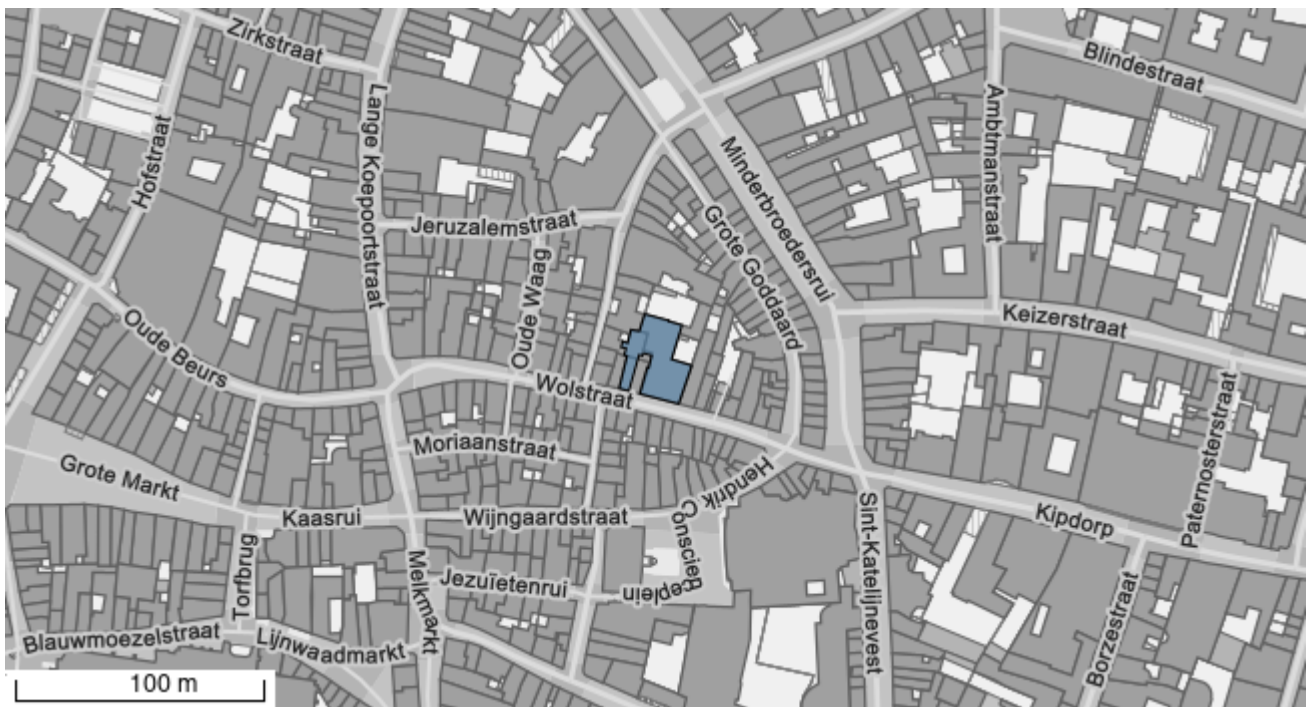 Zirkstraat
Blindestraat
Hofstraat
Lange Koepoortstraat
Ambtmanstraat
Minderbroedersrui
Jeruzalemstraat
Grote Goddaard
Oude Waag
Keizerstraat
Oude Beurs
Wolstraat
Paternosterstraat
Moriaanstraat
Grote Markt
Hendrik Conscienceplein
Kaasrui
Wijngaardstraat
Kipdorp
Sint-Katelijnevest
Torfbrug
Melkmarkt
Jezuïetenrui
Borzestraat
Blauwmoezelstraat
Lijnwaadmarkt
100 m